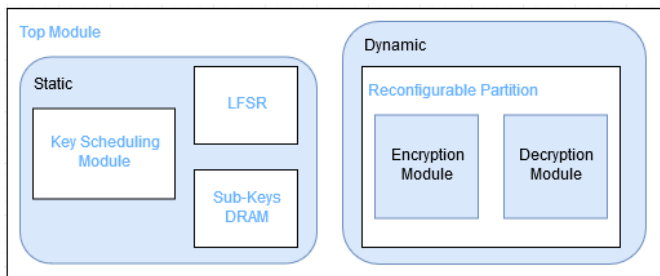 Top Module
Static
Key Scheduling
Module
LFSR
Sub-Keys
DRAM
Dynamic
Reconfigurable Partition
Encryption
Module
Decryption
Module